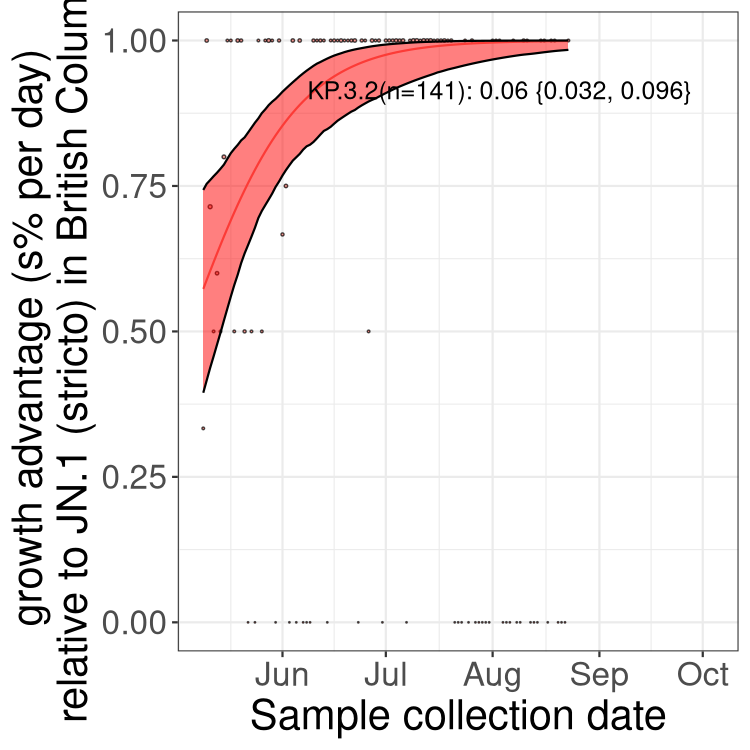 growth advantage (s% per day)
relative to JN.1 (stricto) in British Colum
1.00
0.75
0.50
0.25
0.00
KP.3.2(n=141): 0.06 {0.032, 0.096}
Jun Jul Aug Sep Oct
Sample collection date